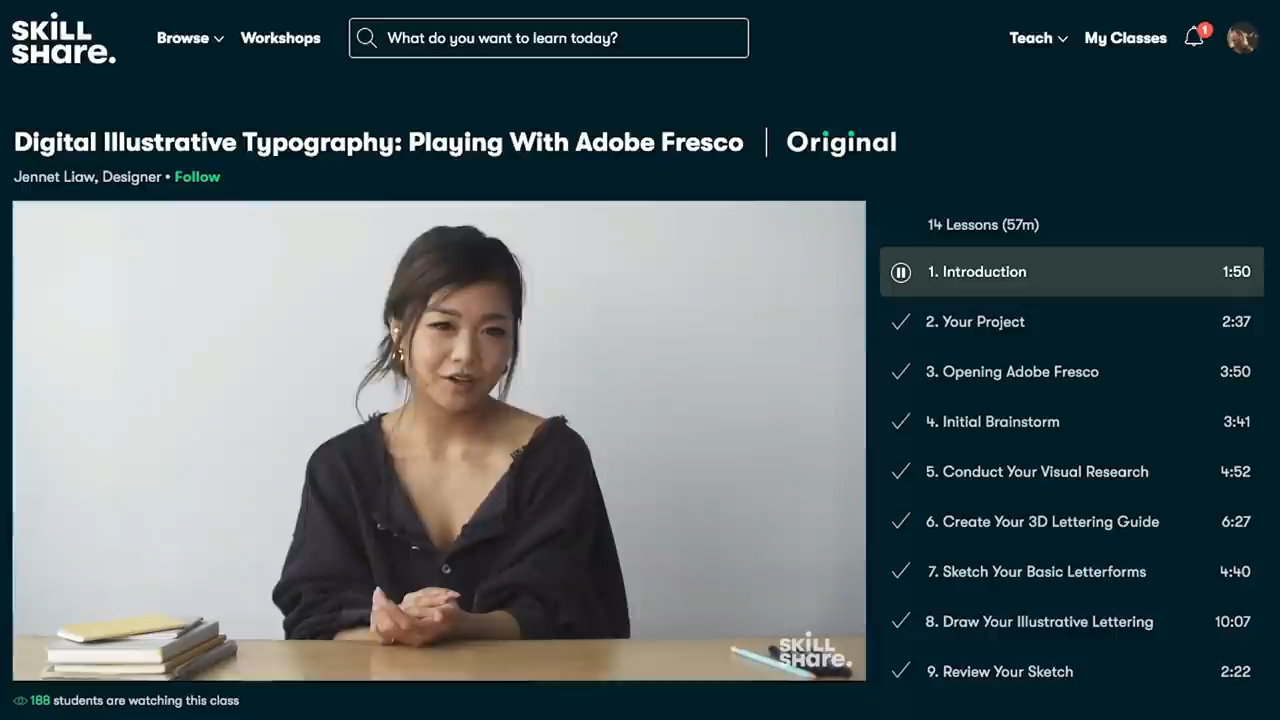 SKILL
SHare.
Browse
Workshops
What do you want to learn today?
Teach
My Classes
1
Digital Illustrative Typography: Playing With Adobe Fresco | Original
Jennet Liaw, Designer • Follow
14 Lessons (57m)
1. Introduction 1:50
2. Your Project 2:37
3. Opening Adobe Fresco 3:50
4. Initial Brainstorm 3:41
5. Conduct Your Visual Research 4:52
6. Create Your 3D Lettering Guide 6:27
7. Sketch Your Basic Letterforms 4:40
8. Draw Your Illustrative Lettering 10:07
9. Review Your Sketch 2:22
SKILL
SHare.
188 students are watching this class